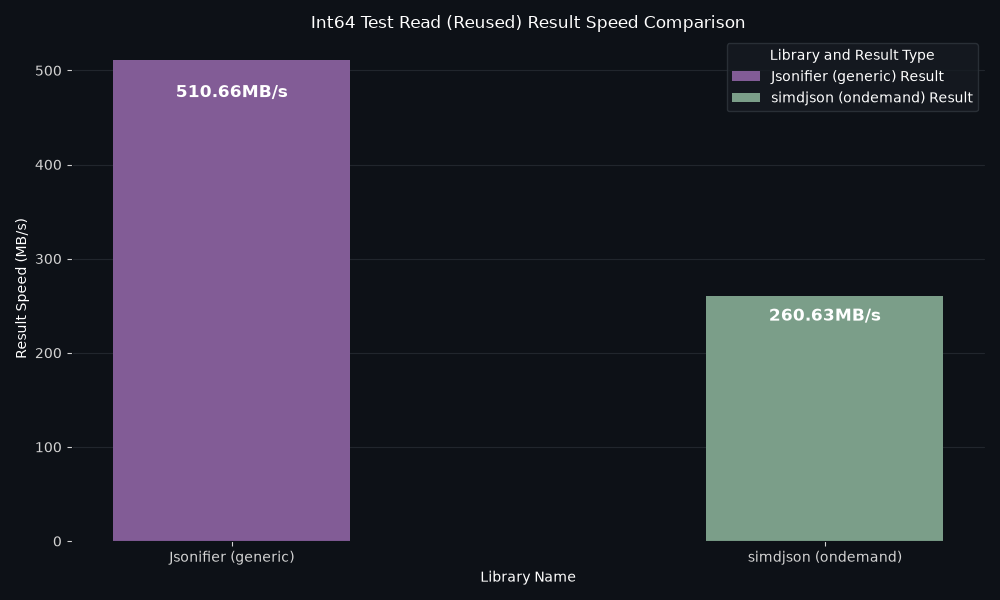 Int64 Test Read (Reused) Result Speed Comparison
Library and Result Type
Jsonifier (generic) Result
simdjson (ondemand) Result
510.66MB/s
260.63MB/s
Result Speed (MB/s)
500
400
300
200
100
0
Jsonifier (generic)
simdjson (ondemand)
Library Name